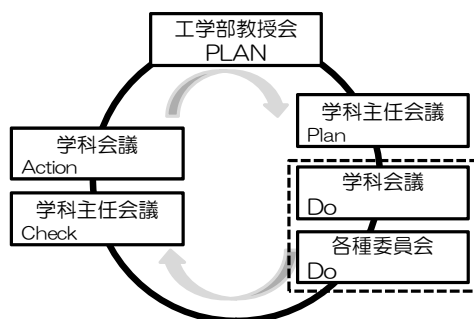 工学部教授会
PLAN
学科主任会議
Plan
学科会議
Do
各種委員会
Do
学科会議
Action
学科主任会議
Check